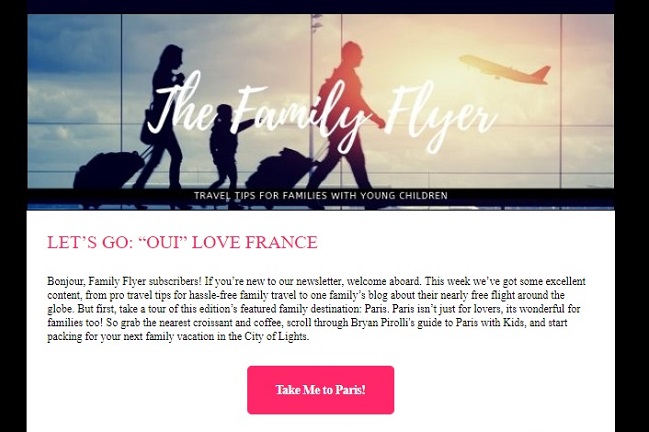 The Family Flyer
TRAVEL TIPS FOR FAMILIES WITH YOUNG CHILDREN
LET’S GO: “OUI” LOVE FRANCE
Bonjour, Family Flyer subscribers! If you’re new to our newsletter, welcome aboard. This week we’ve got some excellent
content, from pro travel tips for hassle-free family travel to one family’s blog about their nearly free flight around the
globe. But first, take a tour of this edition’s featured family destination: Paris. Paris isn’t just for lovers, its wonderful for
families too! So grab the nearest croissant and coffee, scroll through Bryan Pirolli's guide to Paris with Kids, and start
packing for your next family vacation in the City of Lights.
Take Me to Paris!